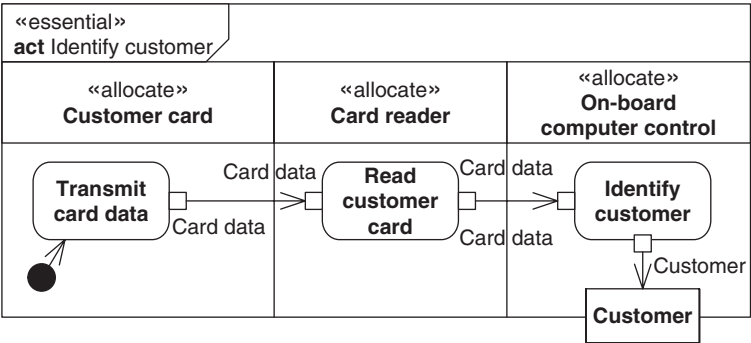 «essential»
act Identify customer
«allocate»
Customer card
«allocate»
Card reader
«allocate»
On-board
computer control
Transmit
card data
Card data
Card data
Read
customer
card
Card data
Card data
Identify
customer
Customer
Customer